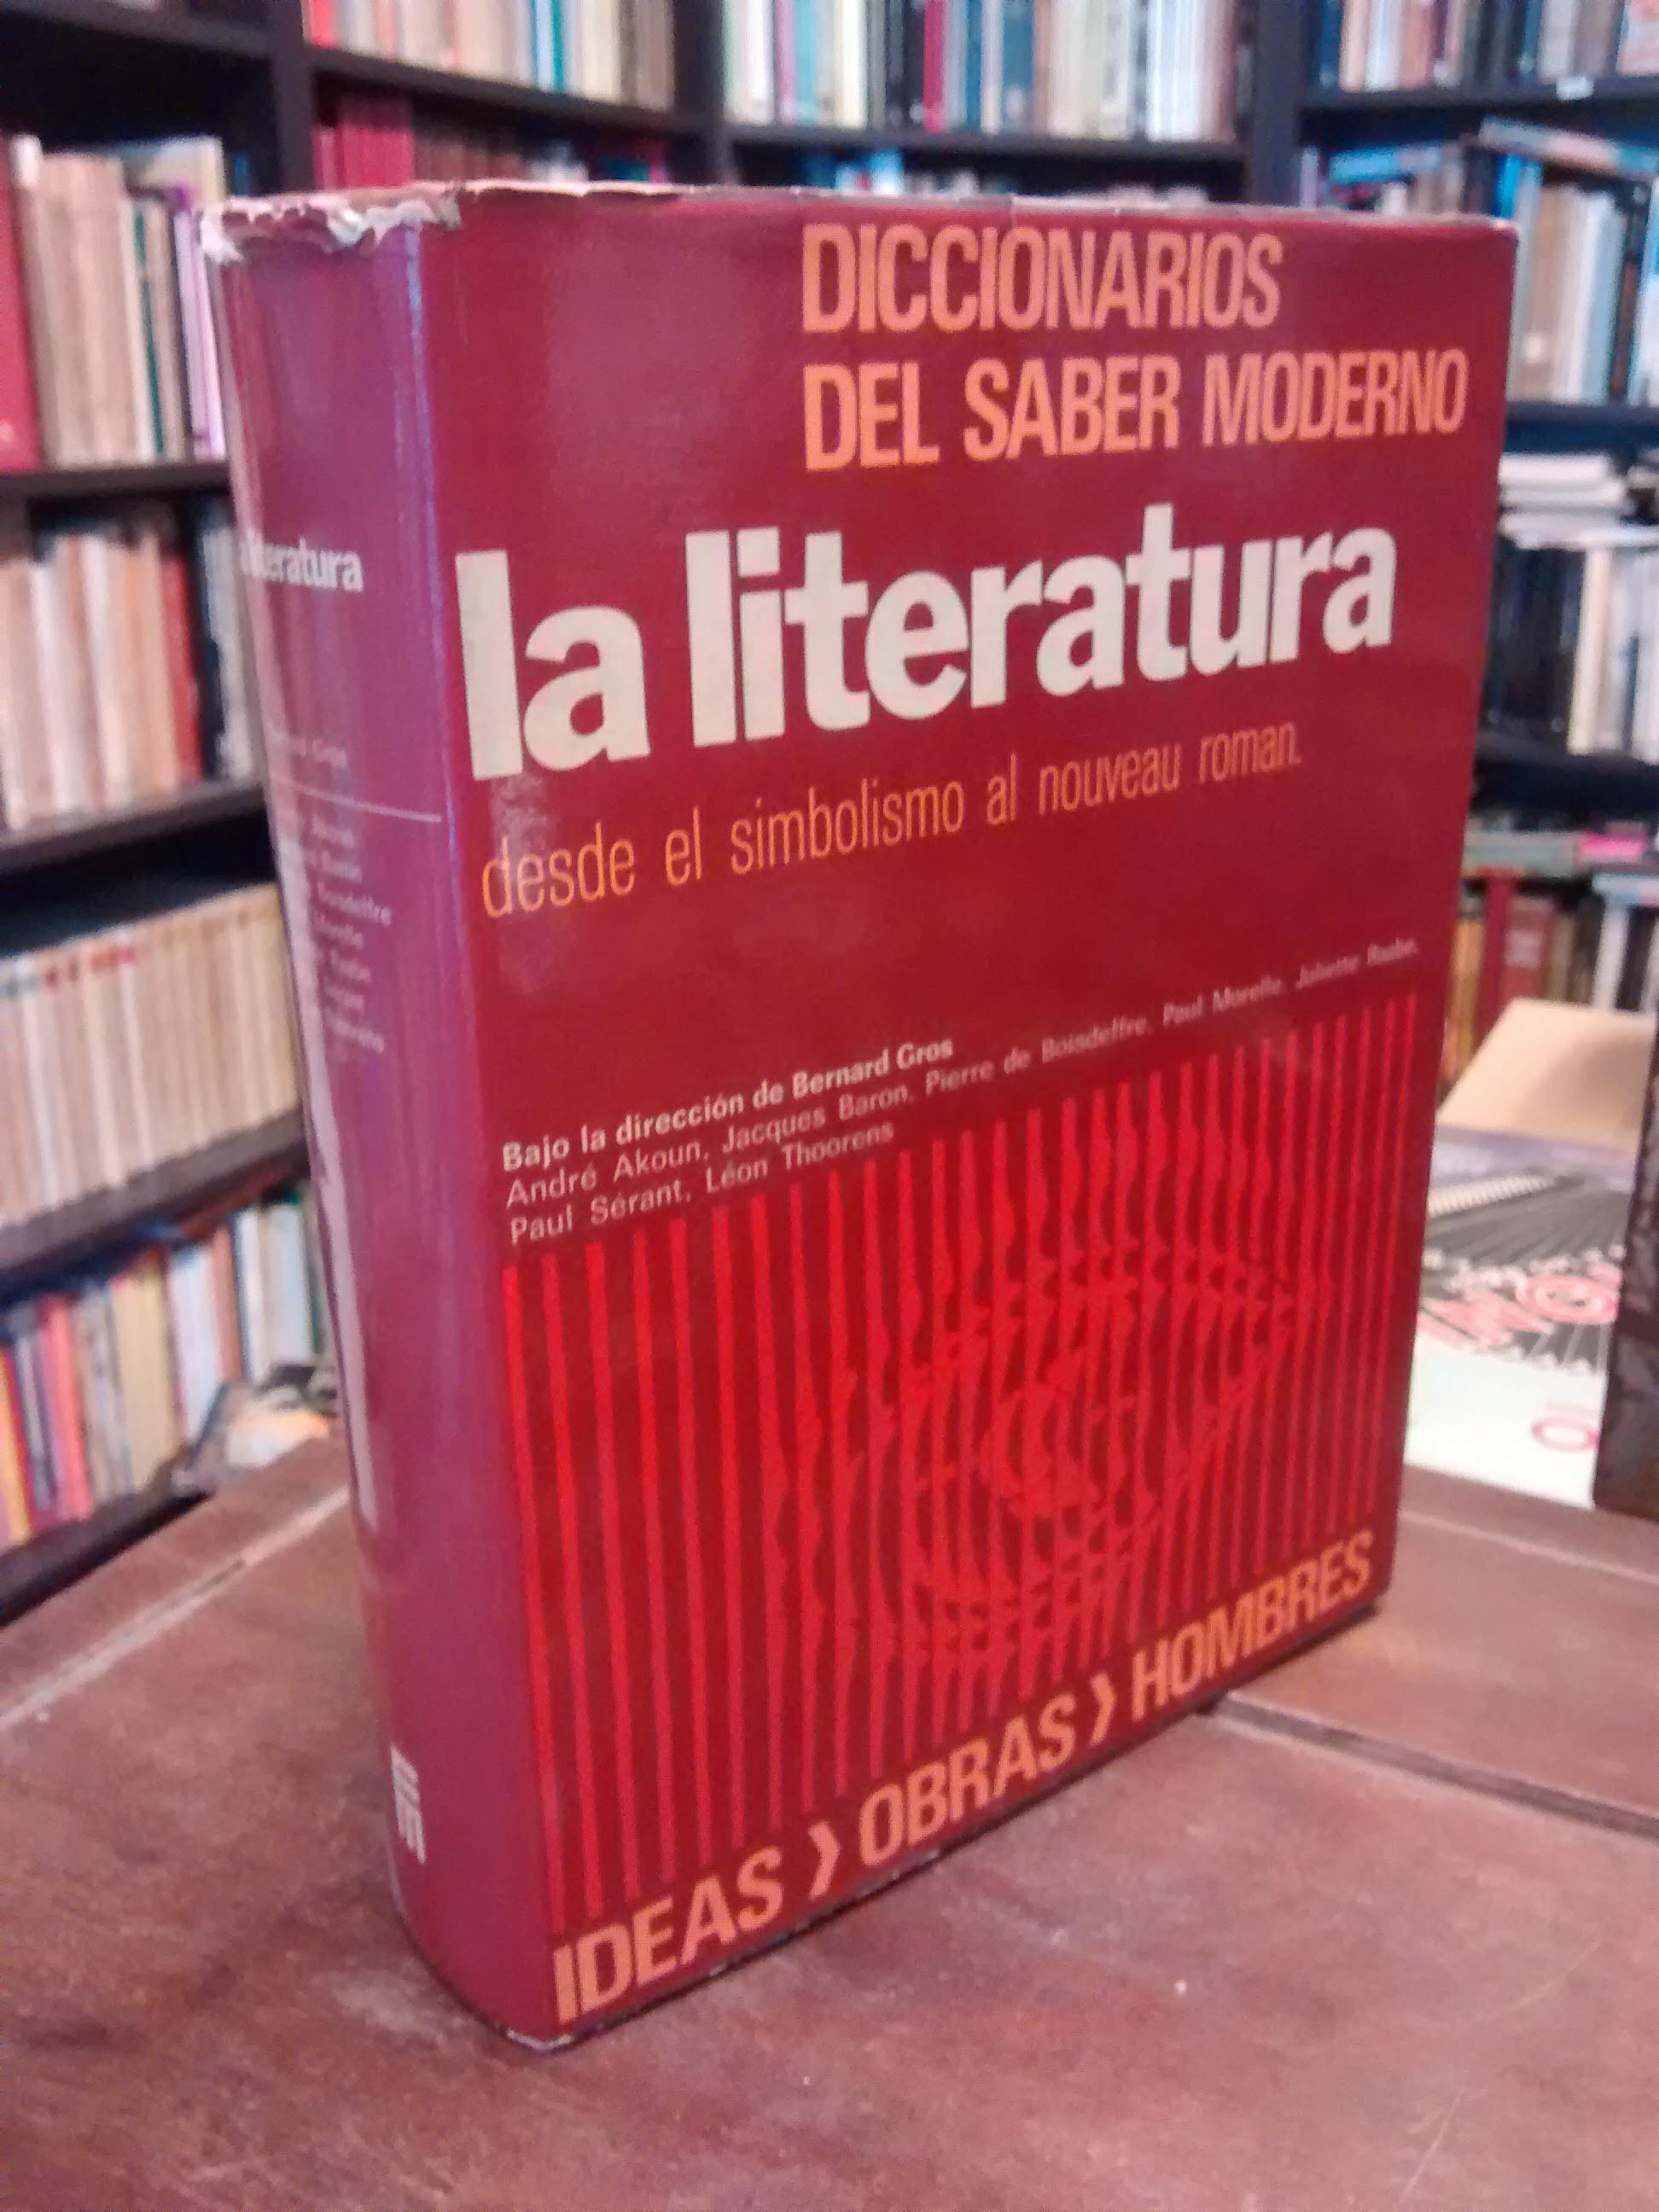 DICCIONARIOS
DEL SABER MODERNO
la literatura
desde el simbolismo al nouveau roman.
Bajo la dirección de Bernard Gros
André Akoun, Jacques Baron, Pierre de Boisdeffre, Paul Morelle, Juliette Raabe,
Paul Sérant, Léon Thoorens
IDEAS › OBRAS › HOMBRES
literatura